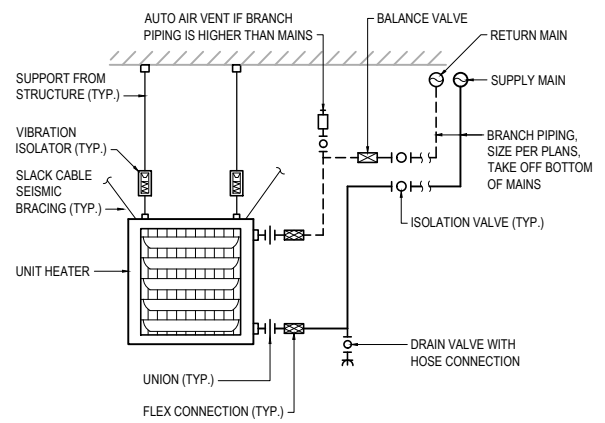 AUTO AIR VENT IF BRANCH
PIPING IS HIGHER THAN MAINS
BALANCE VALVE
RETURN MAIN
SUPPLY MAIN
SUPPORT FROM
STRUCTURE (TYP.)
VIBRATION
ISOLATOR (TYP.)
SLACK CABLE
SEISMIC
BRACING (TYP.)
BRANCH PIPING,
SIZE PER PLANS,
TAKE OFF BOTTOM
OF MAINS
ISOLATION VALVE (TYP.)
UNIT HEATER
DRAIN VALVE WITH
HOSE CONNECTION
UNION (TYP.)
FLEX CONNECTION (TYP.)